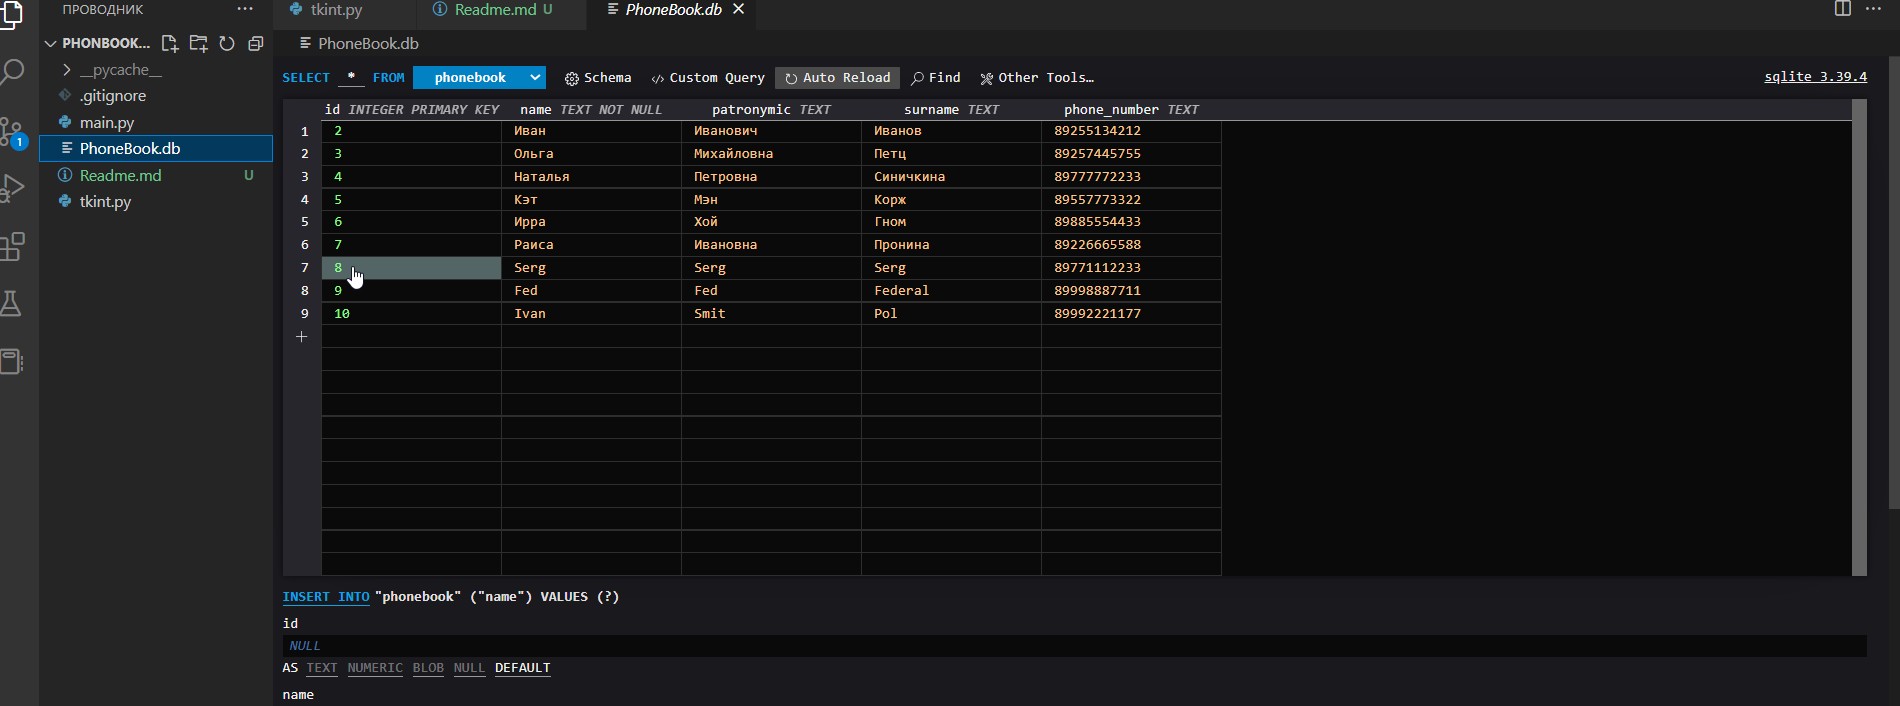 ПРОВОДНИК ···
tkint.py Readme.md U PhoneBook.db
PHONBOOK...
PhoneBook.db
__pycache__
.gitignore
main.py
PhoneBook.db
Readme.md U
tkint.py
1
SELECT * FROM phonebook Schema Custom Query Auto Reload Find Other Tools… sqlite 3.39.4
id INTEGER PRIMARY KEY name TEXT NOT NULL patronymic TEXT surname TEXT phone_number TEXT
1 2 Иван Иванович Иванов 89255134212
2 3 Ольга Михайловна Петц 89257445755
3 4 Наталья Петровна Синичкина 89777772233
4 5 Кэт Мэн Корж 89557773322
5 6 Ирра Хой Гном 89885554433
6 7 Раиса Ивановна Пронина 89226665588
7 8 Serg Serg Serg 89771112233
8 9 Fed Fed Federal 89998887711
9 10 Ivan Smit Pol 89992221177
+
INSERT INTO "phonebook" ("name") VALUES (?)
id
NULL
AS TEXT NUMERIC BLOB NULL DEFAULT
name